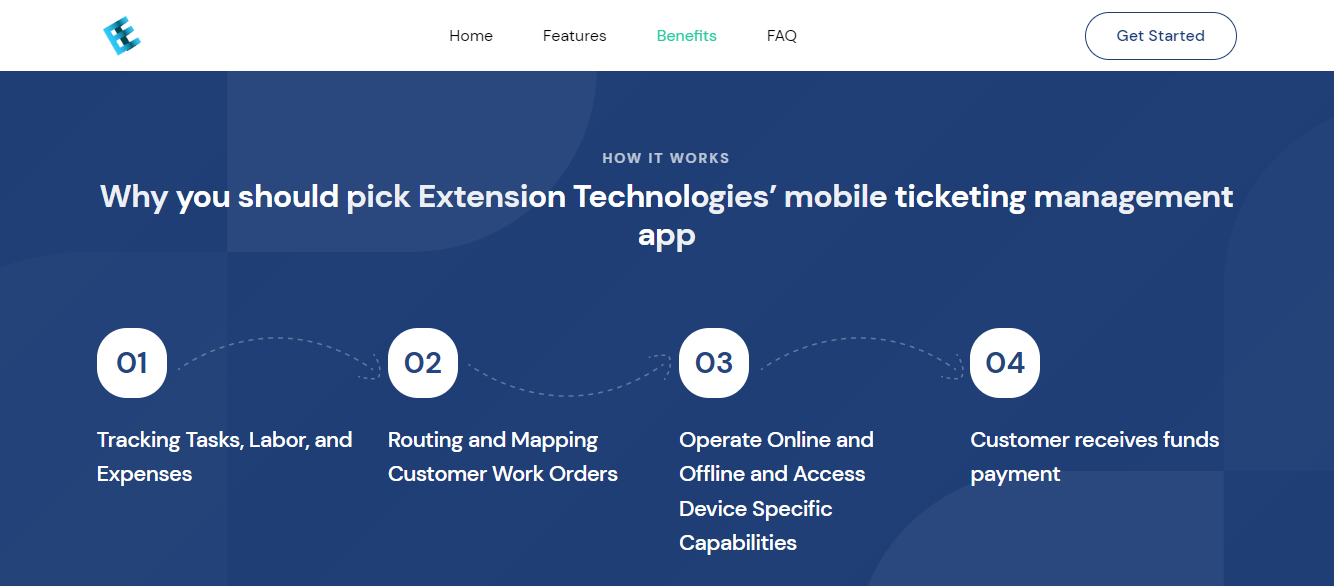 Home Features Benefits FAQ Get Started
HOW IT WORKS
Why you should pick Extension Technologies’ mobile ticketing management
app
01 02 03 04
Tracking Tasks, Labor, and
Expenses
Routing and Mapping
Customer Work Orders
Operate Online and
Offline and Access
Device Specific
Capabilities
Customer receives funds
payment